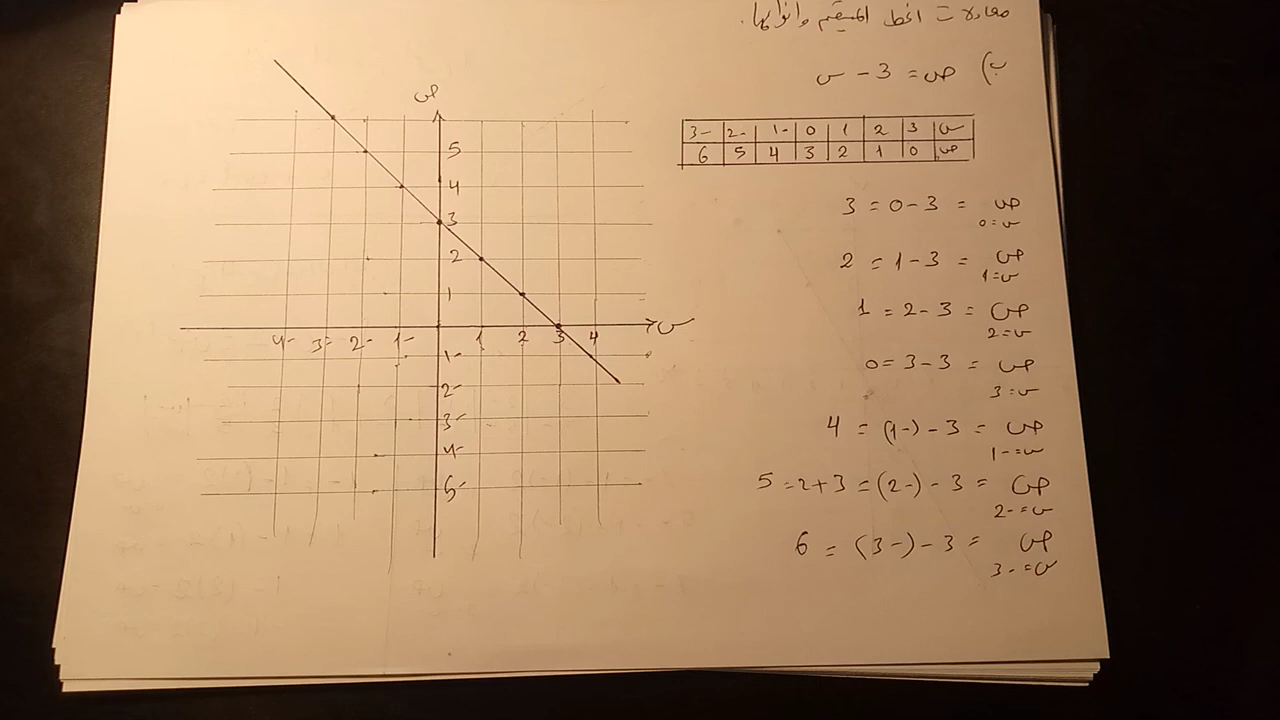 معادلات الخط المستقيم وانواعها.
ب) ص = 3 - س
س 3 2 1 0 1- 2- 3-
ص 0 1 2 3 4 5 6
ص = 3 - 0 = 3
س=0
ص = 3 - 1 = 2
س=1
ص = 3 - 2 = 1
س=2
ص = 3 - 3 = 0
س=3
ص = 3 - (1-) = 4
س=1-
ص = 3 - (2-) = 3+2 = 5
س=2-
ص = 3 - (3-) = 6
س=3-
ص
5
4
3
2
1
4- 3- 2- 1- 1 2 3 4 س
1-
2-
3-
4-
5-